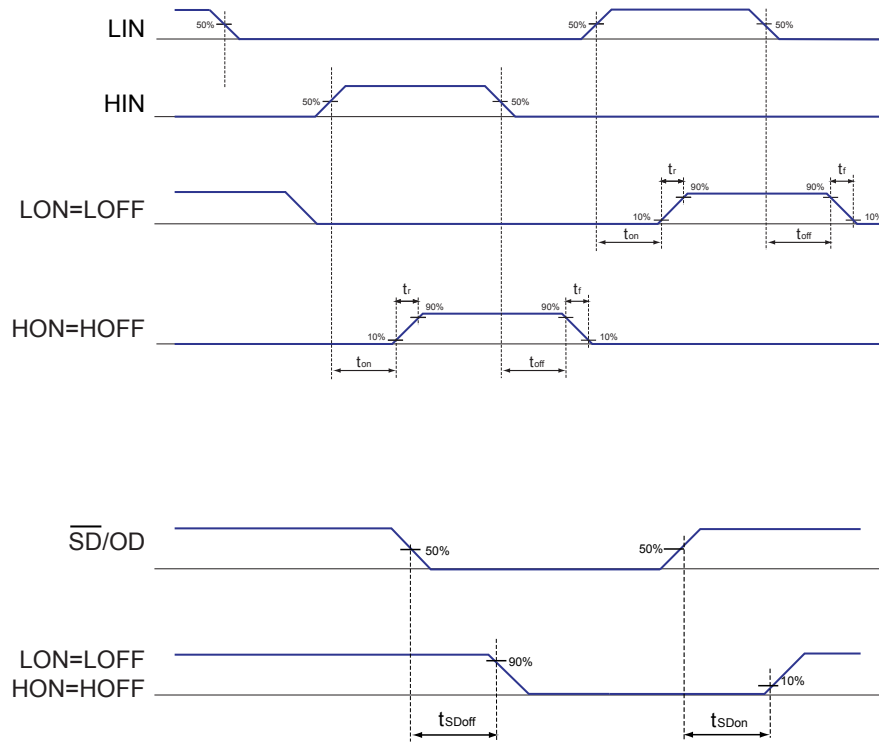 LIN
50%
50%
50%
HIN
50%
50%
LON=LOFF
tr
tf
90%
90%
10%
10%
ton
toff
HON=HOFF
tr
tf
90%
90%
10%
10%
ton
toff
SD/OD
50%
50%
LON=LOFF
HON=HOFF
90%
10%
tSDoff
tSDon